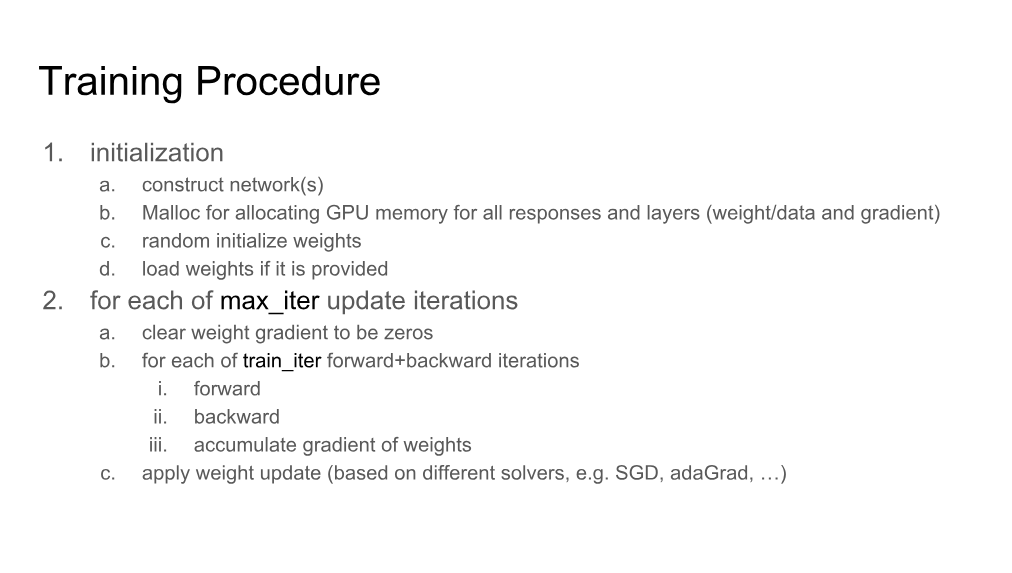 Training Procedure
1. initialization
a. construct network(s)
b. Malloc for allocating GPU memory for all responses and layers (weight/data and gradient)
c. random initialize weights
d. load weights if it is provided
2. for each of max_iter update iterations
a. clear weight gradient to be zeros
b. for each of train_iter forward+backward iterations
i. forward
ii. backward
iii. accumulate gradient of weights
c. apply weight update (based on different solvers, e.g. SGD, adaGrad, …)